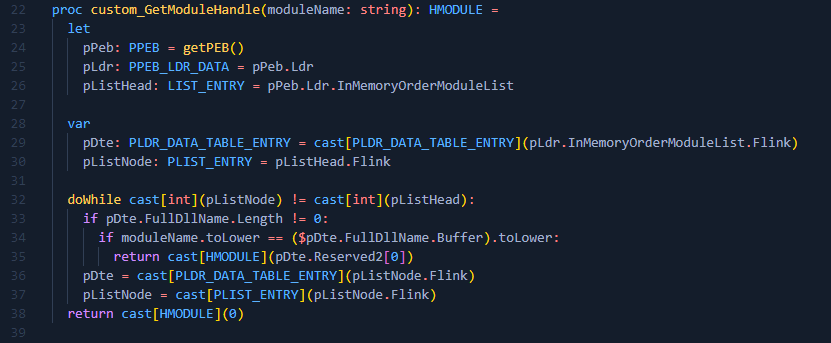 22 proc custom_GetModuleHandle(moduleName: string): HMODULE =
23   let
24     pPeb: PPEB = getPEB()
25     pLdr: PPEB_LDR_DATA = pPeb.Ldr
26     pListHead: LIST_ENTRY = pPeb.Ldr.InMemoryOrderModuleList
27
28   var
29     pDte: PLDR_DATA_TABLE_ENTRY = cast[PLDR_DATA_TABLE_ENTRY](pLdr.InMemoryOrderModuleList.Flink)
30     pListNode: PLIST_ENTRY = pListHead.Flink
31
32   doWhile cast[int](pListNode) != cast[int](pListHead):
33     if pDte.FullDllName.Length != 0:
34       if moduleName.toLower == ($pDte.FullDllName.Buffer).toLower:
35         return cast[HMODULE](pDte.Reserved2[0])
36     pDte = cast[PLDR_DATA_TABLE_ENTRY](pListNode.Flink)
37     pListNode = cast[PLIST_ENTRY](pListNode.Flink)
38   return cast[HMODULE](0)
39